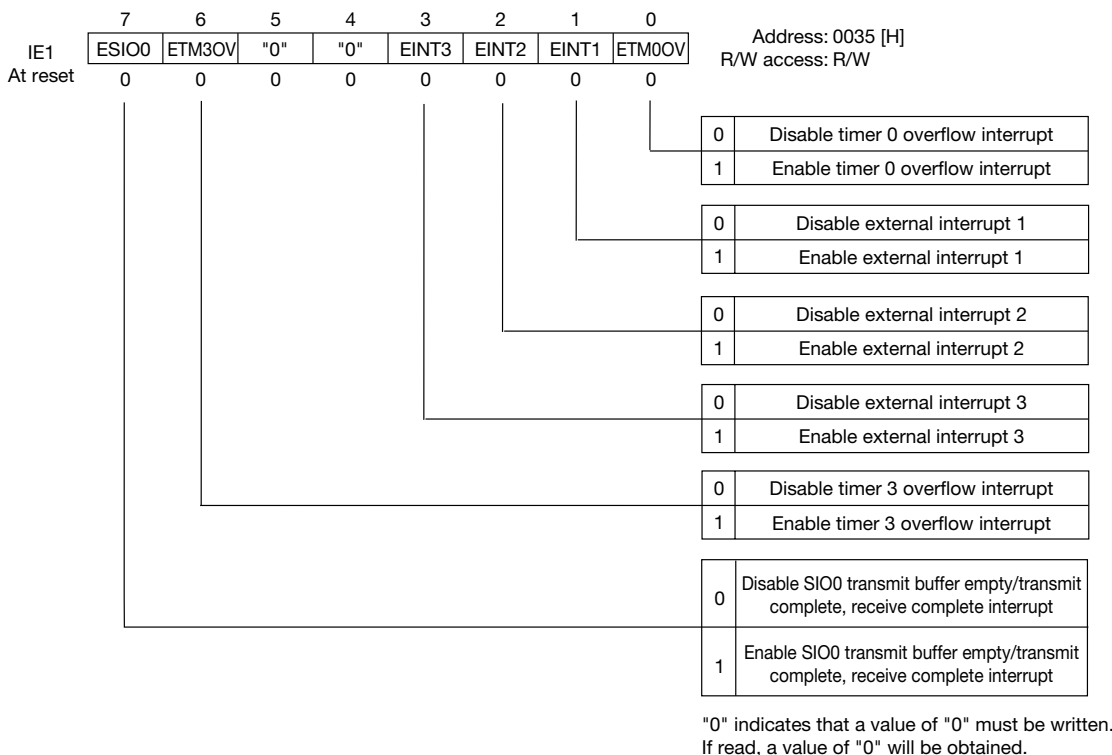 7 6 5 4 3 2 1 0
IE1 ESIO0 ETM3OV "0" "0" EINT3 EINT2 EINT1 ETM0OV
At reset 0 0 0 0 0 0 0 0
Address: 0035 [H]
R/W access: R/W
0 Disable timer 0 overflow interrupt
1 Enable timer 0 overflow interrupt
0 Disable external interrupt 1
1 Enable external interrupt 1
0 Disable external interrupt 2
1 Enable external interrupt 2
0 Disable external interrupt 3
1 Enable external interrupt 3
0 Disable timer 3 overflow interrupt
1 Enable timer 3 overflow interrupt
0 Disable SIO0 transmit buffer empty/transmit
complete, receive complete interrupt
1 Enable SIO0 transmit buffer empty/transmit
complete, receive complete interrupt
"0" indicates that a value of "0" must be written.
If read, a value of "0" will be obtained.